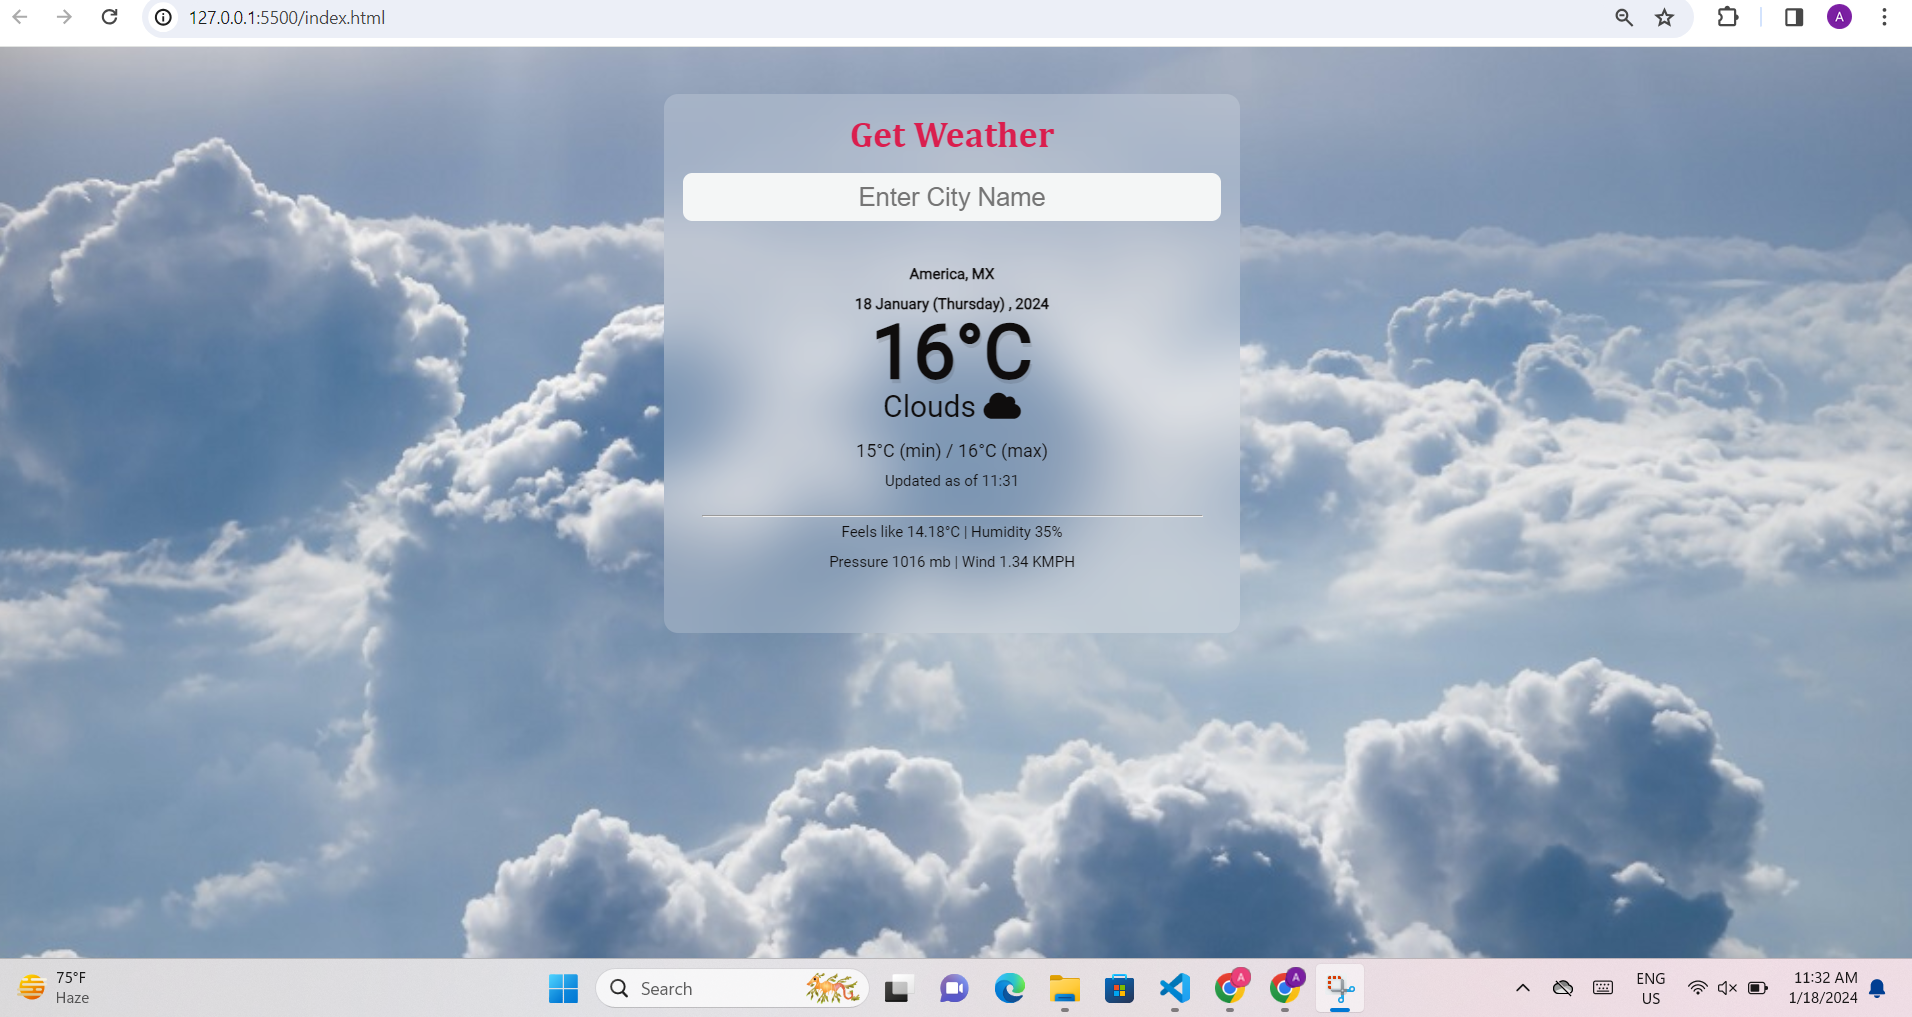 127.0.0.1:5500/index.html
A
Get Weather
Enter City Name
America, MX
18 January (Thursday) , 2024
16°C
Clouds
15°C (min) / 16°C (max)
Updated as of 11:31
Feels like 14.18°C | Humidity 35%
Pressure 1016 mb | Wind 1.34 KMPH
75°F
Haze
Search
A
A
ENG
US
11:32 AM
1/18/2024